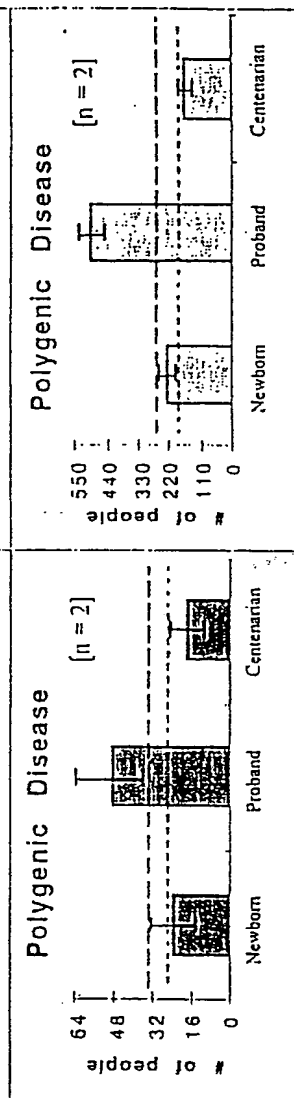 Polygenic Disease
[n = 2]
# of people
64
48
32
16
0
Newborn
Proband
Centenarian
Polygenic Disease
[n = 2]
# of people
550
440
330
220
110
0
Newborn
Proband
Centenarian